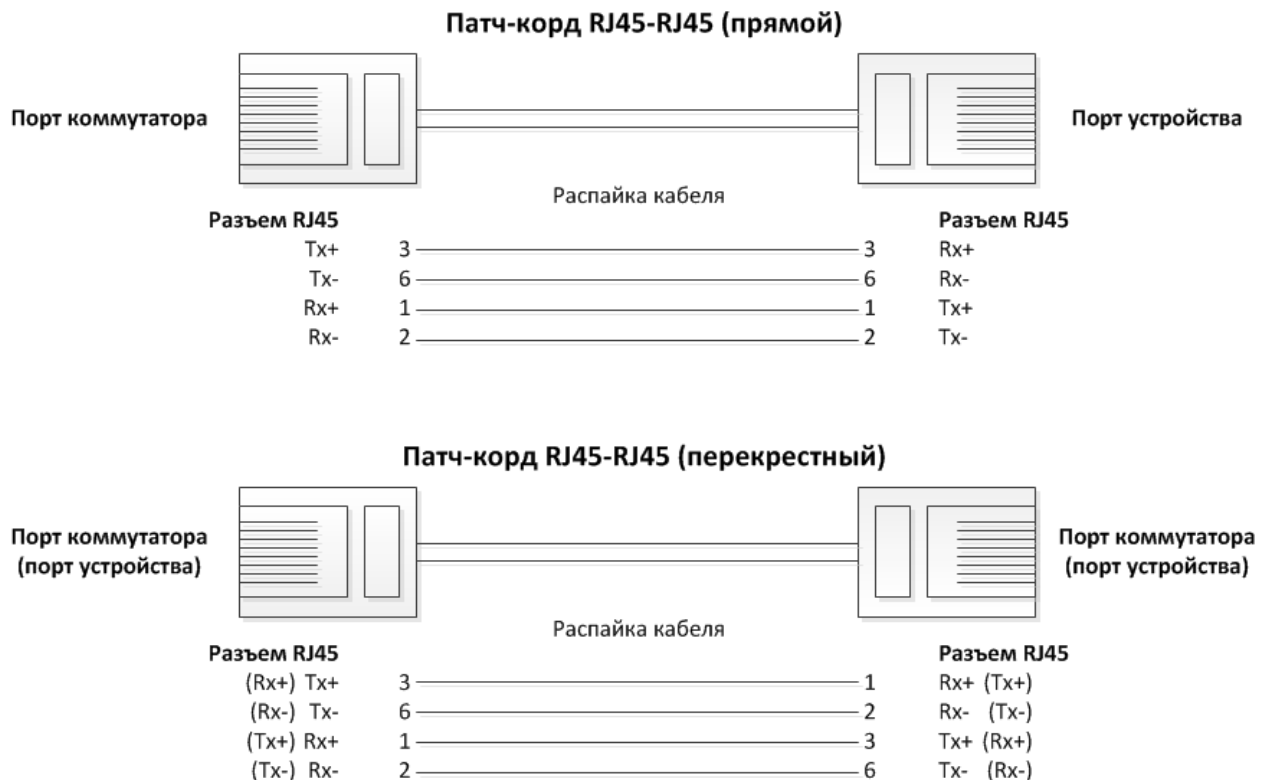 Патч-корд RJ45-RJ45 (прямой)
Порт коммутатора
Порт устройства
Распайка кабеля
Разъем RJ45 Разъем RJ45
Tx+ 3 3 Rx+
Tx- 6 6 Rx-
Rx+ 1 1 Tx+
Rx- 2 2 Tx-
Патч-корд RJ45-RJ45 (перекрестный)
Порт коммутатора
(порт устройства)
Порт коммутатора
(порт устройства)
Распайка кабеля
Разъем RJ45 Разъем RJ45
(Rx+) Tx+ 3 1 Rx+ (Tx+)
(Rx-) Tx- 6 2 Rx- (Tx-)
(Tx+) Rx+ 1 3 Tx+ (Rx+)
(Tx-) Rx- 2 6 Tx- (Rx-)